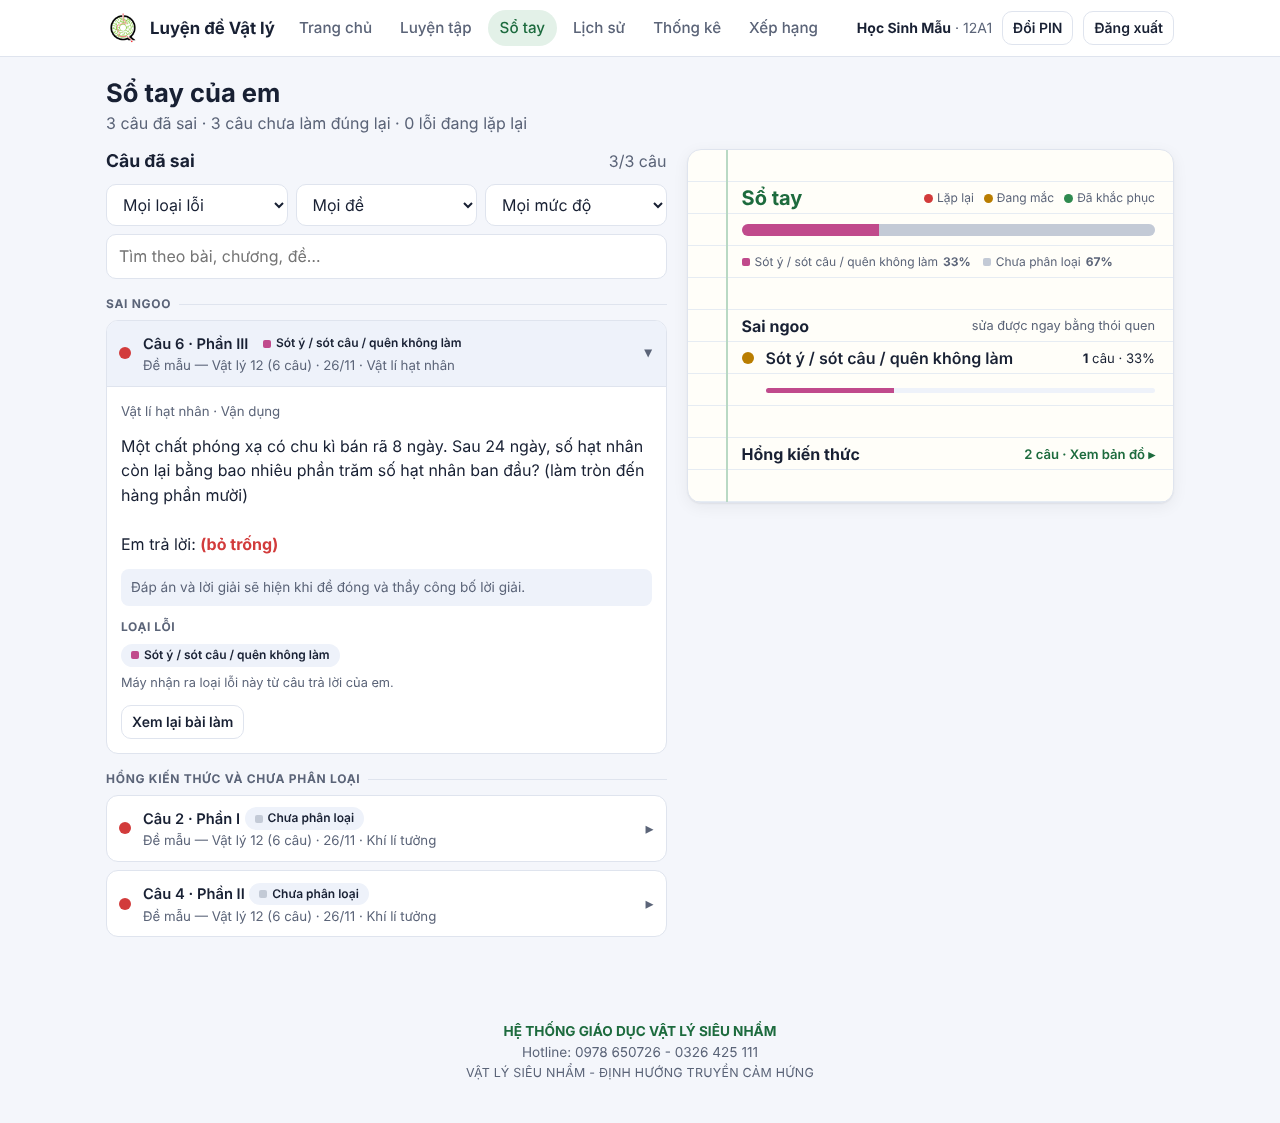 Luyện đề Vật lý
Trang chủ
Luyện tập
Sổ tay
Lịch sử
Thống kê
Xếp hạng
Học Sinh Mẫu · 12A1
Đổi PIN
Đăng xuất
Sổ tay của em
3 câu đã sai · 3 câu chưa làm đúng lại · 0 lỗi đang lặp lại
Câu đã sai
3/3 câu
Mọi loại lỗi
Mọi đề
Mọi mức độ
Tìm theo bài, chương, đề...
SAI NGOO
Câu 6 · Phần III
Sót ý / sót câu / quên không làm
Đề mẫu — Vật lý 12 (6 câu) · 26/11 · Vật lí hạt nhân
Vật lí hạt nhân · Vận dụng
Một chất phóng xạ có chu kì bán rã 8 ngày. Sau 24 ngày, số hạt nhân
còn lại bằng bao nhiêu phần trăm số hạt nhân ban đầu? (làm tròn đến
hàng phần mười)
Em trả lời: (bỏ trống)
Đáp án và lời giải sẽ hiện khi đề đóng và thầy công bố lời giải.
LOẠI LỖI
Sót ý / sót câu / quên không làm
Máy nhận ra loại lỗi này từ câu trả lời của em.
Xem lại bài làm
HỔNG KIẾN THỨC VÀ CHƯA PHÂN LOẠI
Câu 2 · Phần I
Chưa phân loại
Đề mẫu — Vật lý 12 (6 câu) · 26/11 · Khí lí tưởng
Câu 4 · Phần II
Chưa phân loại
Đề mẫu — Vật lý 12 (6 câu) · 26/11 · Khí lí tưởng
Sổ tay
Lặp lại
Đang mắc
Đã khắc phục
Sót ý / sót câu / quên không làm 33%
Chưa phân loại 67%
Sai ngoo
sửa được ngay bằng thói quen
Sót ý / sót câu / quên không làm
1 câu · 33%
Hổng kiến thức
2 câu · Xem bản đồ ▸
HỆ THỐNG GIÁO DỤC VẬT LÝ SIÊU NHẨM
Hotline: 0978 650726 - 0326 425 111
VẬT LÝ SIÊU NHẨM - ĐỊNH HƯỚNG TRUYỀN CẢM HỨNG